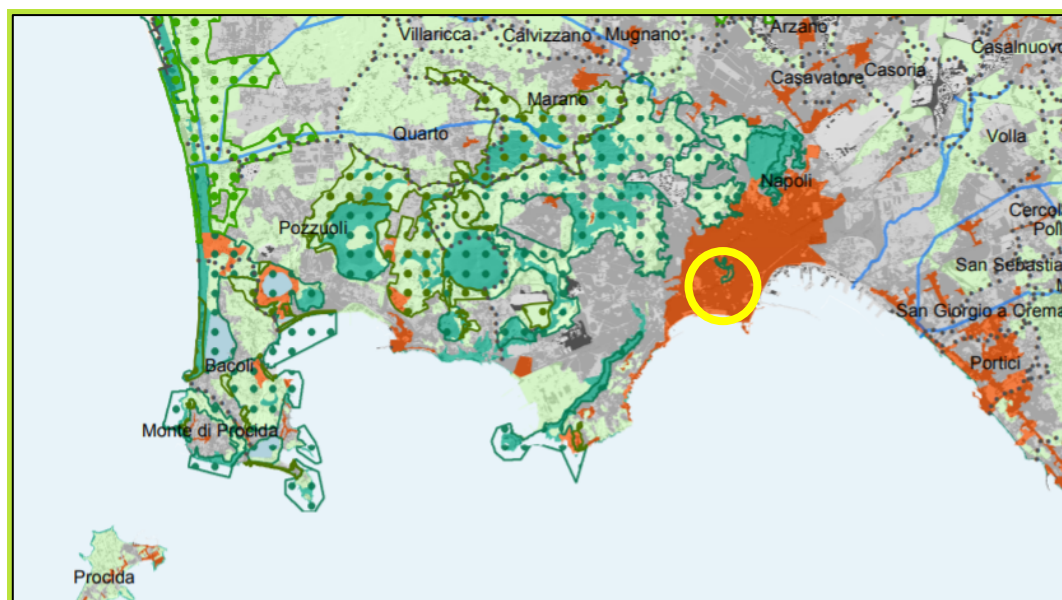 Villaricca
Calvizzano
Mugnano
Arzano
Casalnuovo
Casavatore
Casoria
Marano
Quarto
Volla
Napoli
Pozzuoli
Cercol
Poll
San Sebastia
San Giorgio a Crema
Portici
Bacoli
Monte di Procida
Procida